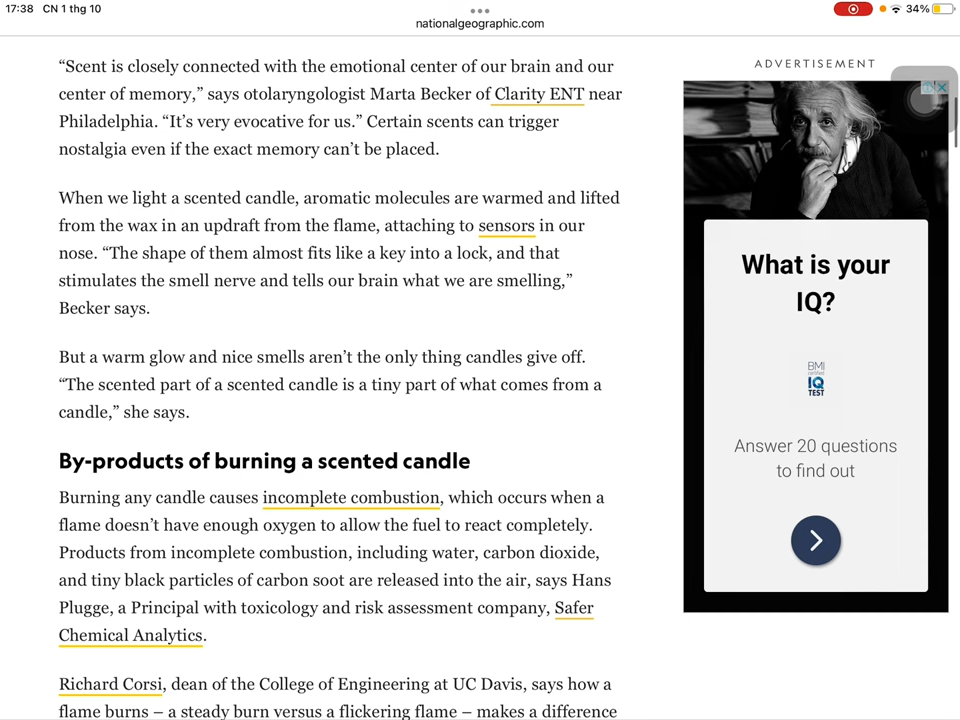 17:38 CN 1 thg 10
34%
nationalgeographic.com
“Scent is closely connected with the emotional center of our brain and our
center of memory,” says otolaryngologist Marta Becker of Clarity ENT near
Philadelphia. “It’s very evocative for us.” Certain scents can trigger
nostalgia even if the exact memory can’t be placed.
When we light a scented candle, aromatic molecules are warmed and lifted
from the wax in an updraft from the flame, attaching to sensors in our
nose. “The shape of them almost fits like a key into a lock, and that
stimulates the smell nerve and tells our brain what we are smelling,”
Becker says.
But a warm glow and nice smells aren’t the only thing candles give off.
“The scented part of a scented candle is a tiny part of what comes from a
candle,” she says.
By-products of burning a scented candle
Burning any candle causes incomplete combustion, which occurs when a
flame doesn’t have enough oxygen to allow the fuel to react completely.
Products from incomplete combustion, including water, carbon dioxide,
and tiny black particles of carbon soot are released into the air, says Hans
Plugge, a Principal with toxicology and risk assessment company, Safer
Chemical Analytics.
Richard Corsi, dean of the College of Engineering at UC Davis, says how a
flame burns – a steady burn versus a flickering flame – makes a difference
ADVERTISEMENT
What is your
IQ?
BMI
certified
IQ
TEST
Answer 20 questions
to find out